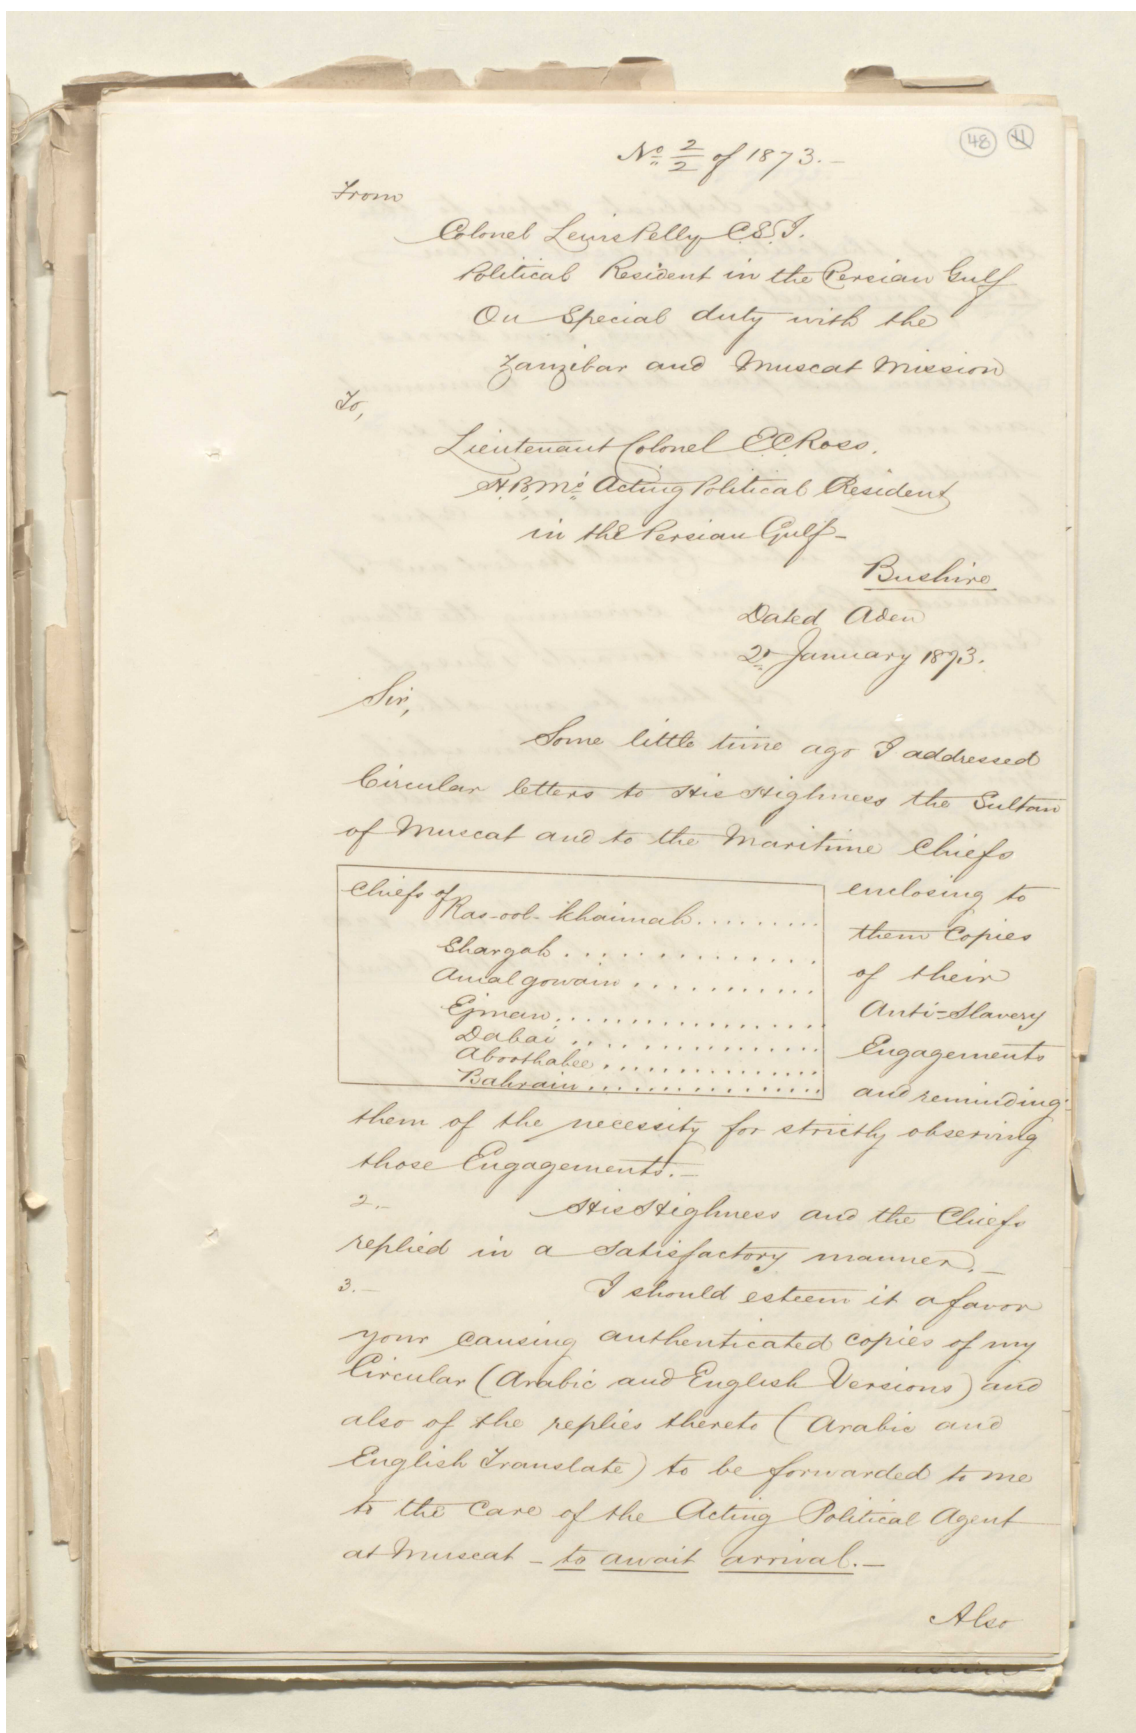 48 11
No 2/2 of 1873.—
From
Colonel Lewis Pelly C.S.I.
Political Resident in the Persian Gulf
On Special duty with the
Zanzibar and Muscat Mission
To,
Lieutenant Colonel E.C. Ross.
H.B.M's Acting Political Resident
in the Persian Gulf—
Bushire
Dated Aden
2d January 1873.
Sir,
Some little time ago I addressed
Circular letters to His Highness the Sultan
of Muscat and to the Maritime Chiefs
Chiefs of
Ras-ool-Khaimah.........
Shargah..............
Amalgowain...........
Ejman................
Dabai...............
Aboothabee.............
Bahrain...............
enclosing to
them Copies
of their
Anti-Slavery
Engagements
and reminding
them of the necessity for strictly observing
those Engagements.—
2.— His Highness and the Chiefs
replied in a satisfactory manner.—
3.— I should esteem it a favor
your causing authenticated copies of my
Circular (Arabic and English Versions) and
also of the replies thereto (Arabic and
English Translate) to be forwarded to me
to the care of the Acting Political Agent
at Muscat — to await arrival.—
Also